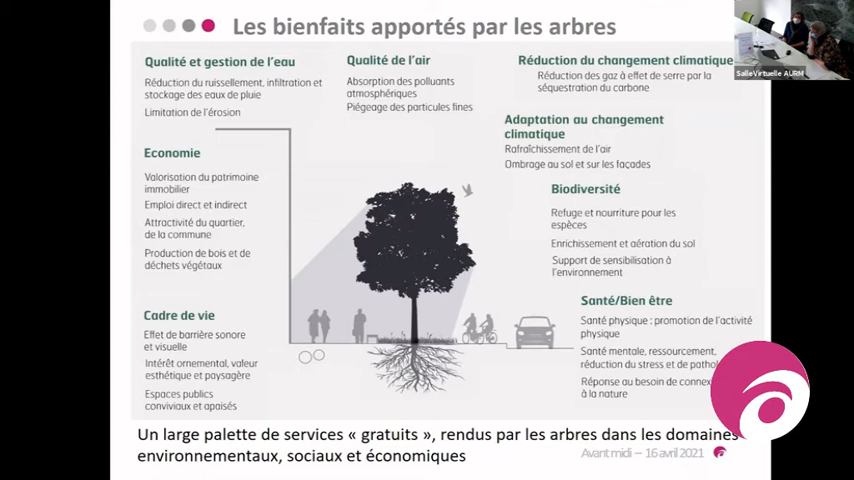 Les bienfaits apportés par les arbres
SalleVirtuelle AURM
Qualité et gestion de l'eau
Réduction du ruissellement, infiltration et
stockage des eaux de pluie
Limitation de l'érosion
Qualité de l'air
Absorption des polluants
atmosphériques
Piégeage des particules fines
Réduction du changement climatique
Réduction des gaz à effet de serre par la
séquestration du carbone
Adaptation au changement
climatique
Rafraîchissement de l'air
Ombrage au sol et sur les façades
Economie
Valorisation du patrimoine
immobilier
Emploi direct et indirect
Attractivité du quartier,
de la commune
Production de bois et de
déchets végétaux
Biodiversité
Refuge et nourriture pour les
espèces
Enrichissement et aération du sol
Support de sensibilisation à
l'environnement
Cadre de vie
Effet de barrière sonore
et visuelle
Intérêt ornemental, valeur
esthétique et paysagère
Espaces publics
conviviaux et apaisés
Santé/Bien être
Santé physique : promotion de l'activité
physique
Santé mentale, ressourcement,
réduction du stress et de
Réponse au besoin de
à la nature
Un large palette de services « gratuits », rendus par les arbres dans les domaines
environnementaux, sociaux et économiques
Avant midi – 16 avril 2021